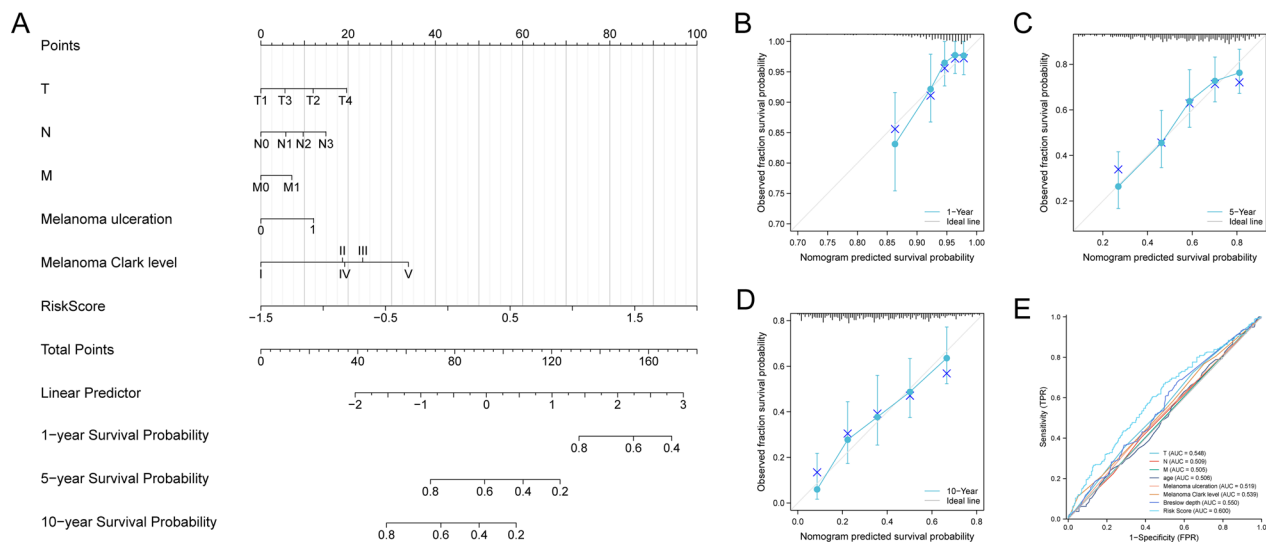 A
Points
0 10 20 30 40 50 60 70 80 90 100
T
T1 T3 T2 T4
N
N0 N1 N2 N3
M
M0 M1
Melanoma ulceration
0 1
Melanoma Clark level
II III
I IV V
RiskScore
−1.5 −0.5 0.5 1.5
Total Points
0 40 80 120 160
Linear Predictor
−2 −1 0 1 2 3
1−year Survival Probability
0.8 0.6 0.4
5−year Survival Probability
0.8 0.6 0.4 0.2
10−year Survival Probability
0.8 0.6 0.4 0.2
B
Observed fraction survival probability
1.00
0.95
0.90
0.85
0.80
0.75
0.70
1−Year
Ideal line
0.70 0.75 0.80 0.85 0.90 0.95 1.00
Nomogram predicted survival probability
C
Observed fraction survival probability
0.8
0.6
0.4
0.2
5−Year
Ideal line
0.2 0.4 0.6 0.8
Nomogram predicted survival probability
D
Observed fraction survival probability
0.8
0.6
0.4
0.2
0.0
10−Year
Ideal line
0.0 0.2 0.4 0.6 0.8
Nomogram predicted survival probability
E
Sensitivity (TPR)
1.0
0.8
0.6
0.4
0.2
0.0
T (AUC = 0.548)
N (AUC = 0.509)
M (AUC = 0.505)
age (AUC = 0.506)
Melanoma ulceration (AUC = 0.519)
Melanoma Clark level (AUC = 0.539)
Breslow depth (AUC = 0.550)
Risk Score (AUC = 0.600)
0.0 0.2 0.4 0.6 0.8 1.0
1−Specificity (FPR)